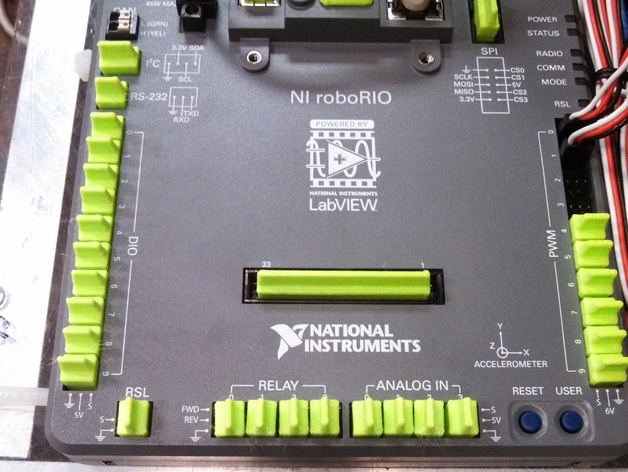 45W MAX
CAN
L (GRN)
H (YEL)
3.3V SDA
I²C
SCL
RS-232
TXD
RXD
POWER
STATUS
RADIO
COMM
MODE
RSL
SPI
CS0
SCLK CS1
MOSI 5V
MISO CS2
3.3V CS3
NI roboRIO
POWERED BY
NATIONAL INSTRUMENTS
LabVIEW
DIO
0
1
2
3
4
5
6
7
8
9
PWM
0
1
2
3
4
5
6
7
8
9
33 1
NATIONAL
INSTRUMENTS
Y
Z X
ACCELEROMETER
S
5V
RSL
S
RELAY
FWD
REV
0 1 2 3
ANALOG IN
0 1 2 3
S
5V
RESET USER
S
6V